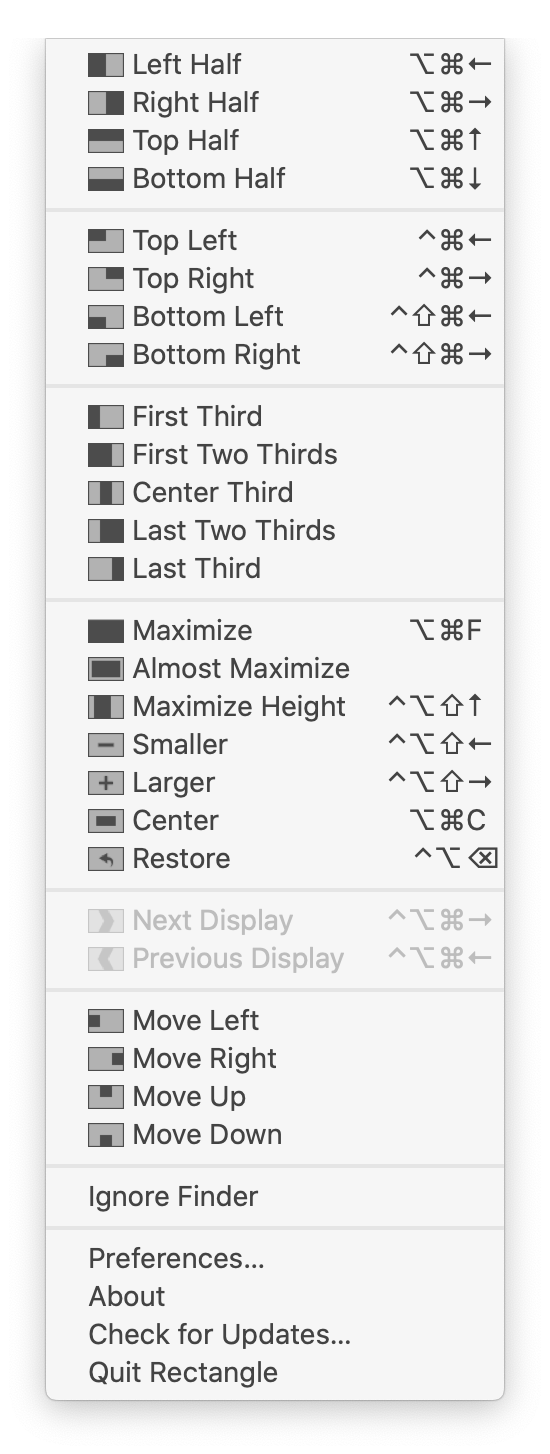 Left Half ⌥⌘←
Right Half ⌥⌘→
Top Half ⌥⌘↑
Bottom Half ⌥⌘↓
Top Left ^⌘←
Top Right ^⌘→
Bottom Left ^⇧⌘←
Bottom Right ^⇧⌘→
First Third
First Two Thirds
Center Third
Last Two Thirds
Last Third
Maximize ⌥⌘F
Almost Maximize
Maximize Height ^⌥⇧↑
Smaller ^⌥⇧←
Larger ^⌥⇧→
Center ⌥⌘C
Restore ^⌥⌫
Next Display ^⌥⌘→
Previous Display ^⌥⌘←
Move Left
Move Right
Move Up
Move Down
Ignore Finder
Preferences...
About
Check for Updates...
Quit Rectangle